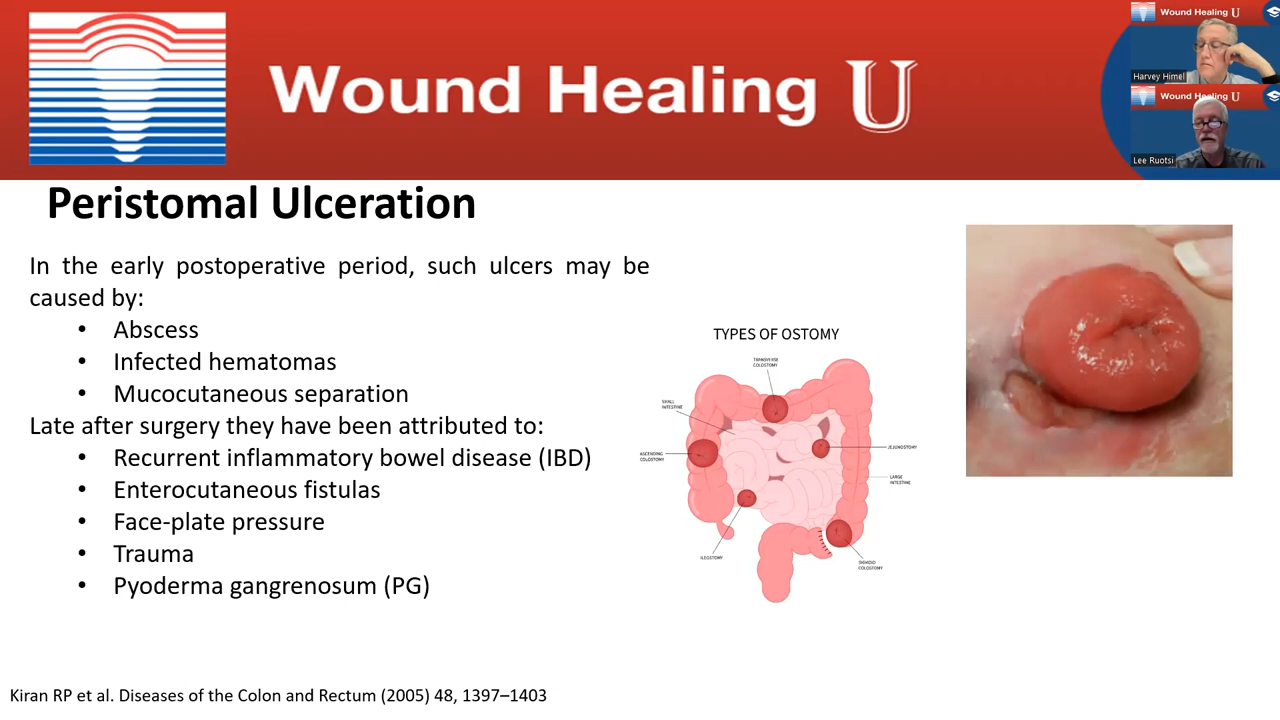 Wound Healing U
Wound Healing U
Harvey Himel
Wound Healing U
Lee Ruotsi
Peristomal Ulceration
In the early postoperative period, such ulcers may be
caused by:
• Abscess
• Infected hematomas
• Mucocutaneous separation
Late after surgery they have been attributed to:
• Recurrent inflammatory bowel disease (IBD)
• Enterocutaneous fistulas
• Face-plate pressure
• Trauma
• Pyoderma gangrenosum (PG)
TYPES OF OSTOMY
TRANSVERSE
COLOSTOMY
SMALL
INTESTINE
ASCENDING
COLOSTOMY
JEJUNOSTOMY
LARGE
INTESTINE
ILEOSTOMY
SIGMOID
COLOSTOMY
Kiran RP et al. Diseases of the Colon and Rectum (2005) 48, 1397–1403